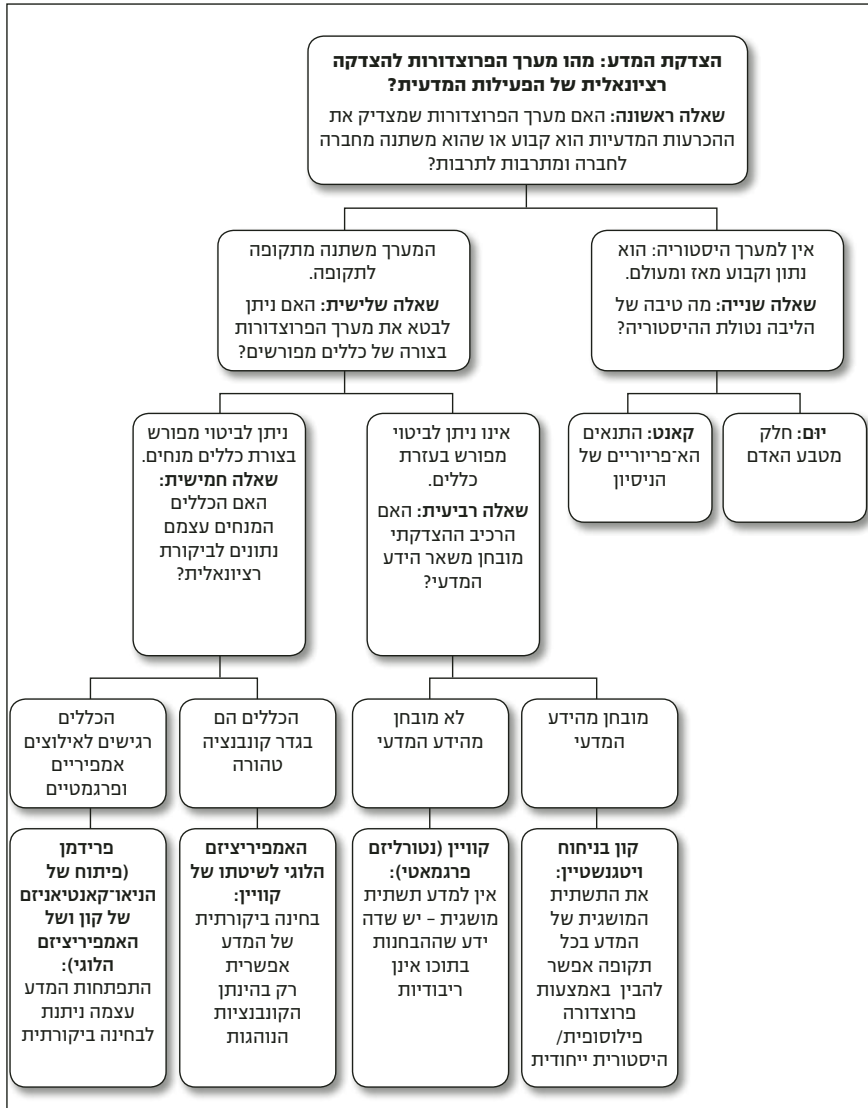 הצדקת המדע: מהו מערך הפרוצדורות להצדקה
רציונאלית של הפעילות המדעית?
שאלה ראשונה: האם מערך הפרוצדורות שמצדיק את
ההכרעות המדעיות הוא קבוע או שהוא משתנה מחברה
לחברה ומתרבות לתרבות?
אין למערך היסטוריה: הוא
נתון וקבוע מאז ומעולם.
שאלה שנייה: מה טיבה של
הליבה נטולת ההיסטוריה?
המערך משתנה מתקופה
לתקופה.
שאלה שלישית: האם ניתן
לבטא את מערך הפרוצדורות
בצורה של כללים מפורשים?
יום: חלק
מטבע האדם
קאנט: התנאים
הא־פריוריים של
הניסיון
אינו ניתן לביטוי
מפורש בעזרת
כללים.
שאלה רביעית: האם
הרכיב ההצדקתי
מובחן משאר הידע
המדעי?
ניתן לביטוי מפורש
בצורת כללים מנחים.
שאלה חמישית:
האם הכללים
המנחים עצמם
נתונים לביקורת
רציונאלית?
מובחן מהידע
המדעי
לא מובחן
מהידע המדעי
הכללים הם
בגדר קונבנציה
טהורה
הכללים
רגישים לאילוצים
אמפיריים
ופרגמטיים
קון בניחוח
ויטגנשטיין:
את התשתית
המושגית של
המדע בכל
תקופה אפשר
להבין באמצעות
פרוצדורה
פילוסופית/
היסטורית ייחודית
קוויין (נטורליזם
פרגמאטי):
אין למדע תשתית
מושגית – יש שדה
ידע שההבחנות
בתוכו אינן
ריבודיות
האמפיריציזם
הלוגי לשיטתו של
קוויין:
בחינה ביקורתית
של המדע
אפשרית
רק בהינתן
הקונבנציות
הנוהגות
פרידמן
(פיתוח של
הניאו־קאנטיאניזם
של קון ושל
האמפיריציזם
הלוגי):
התפתחות המדע
עצמה ניתנת
לבחינה ביקורתית